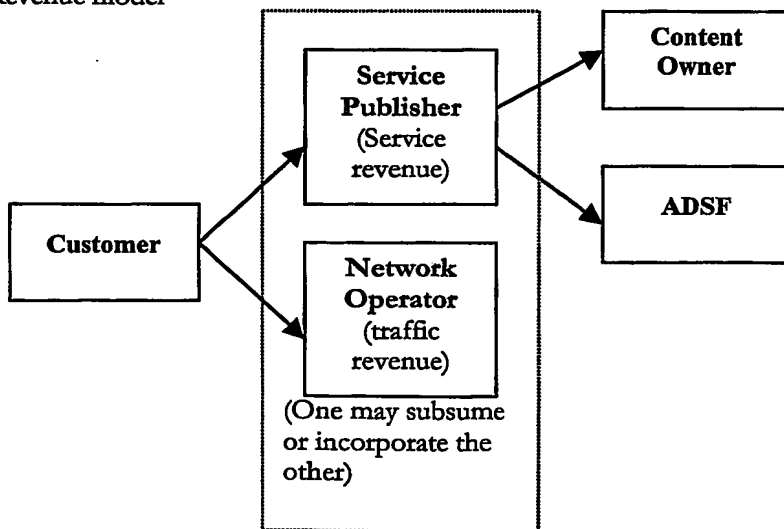 Revenue model
Service
Publisher
(Service
revenue)
Content
Owner
ADSF
Customer
Network
Operator
(traffic
revenue)
(One may subsume
or incorporate the
other)